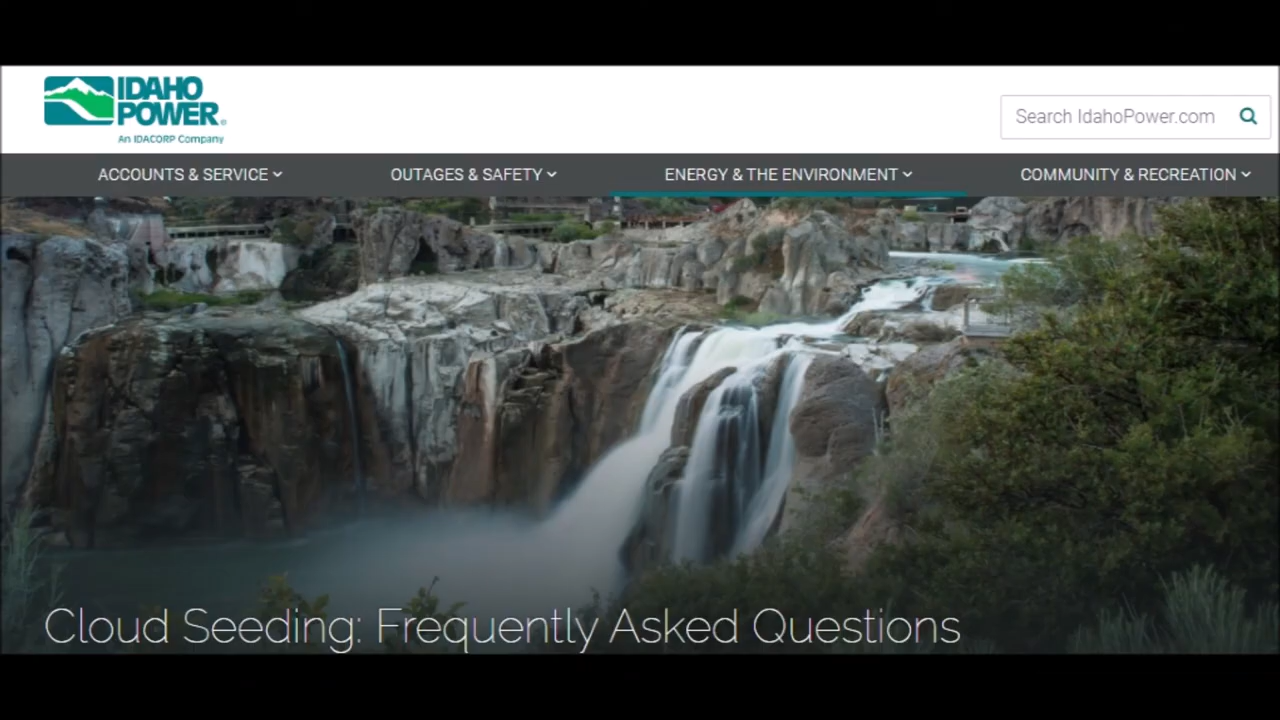 IDAHO
POWER®
An IDACORP Company
Search IdahoPower.com
ACCOUNTS & SERVICE OUTAGES & SAFETY ENERGY & THE ENVIRONMENT COMMUNITY & RECREATION
Cloud Seeding: Frequently Asked Questions